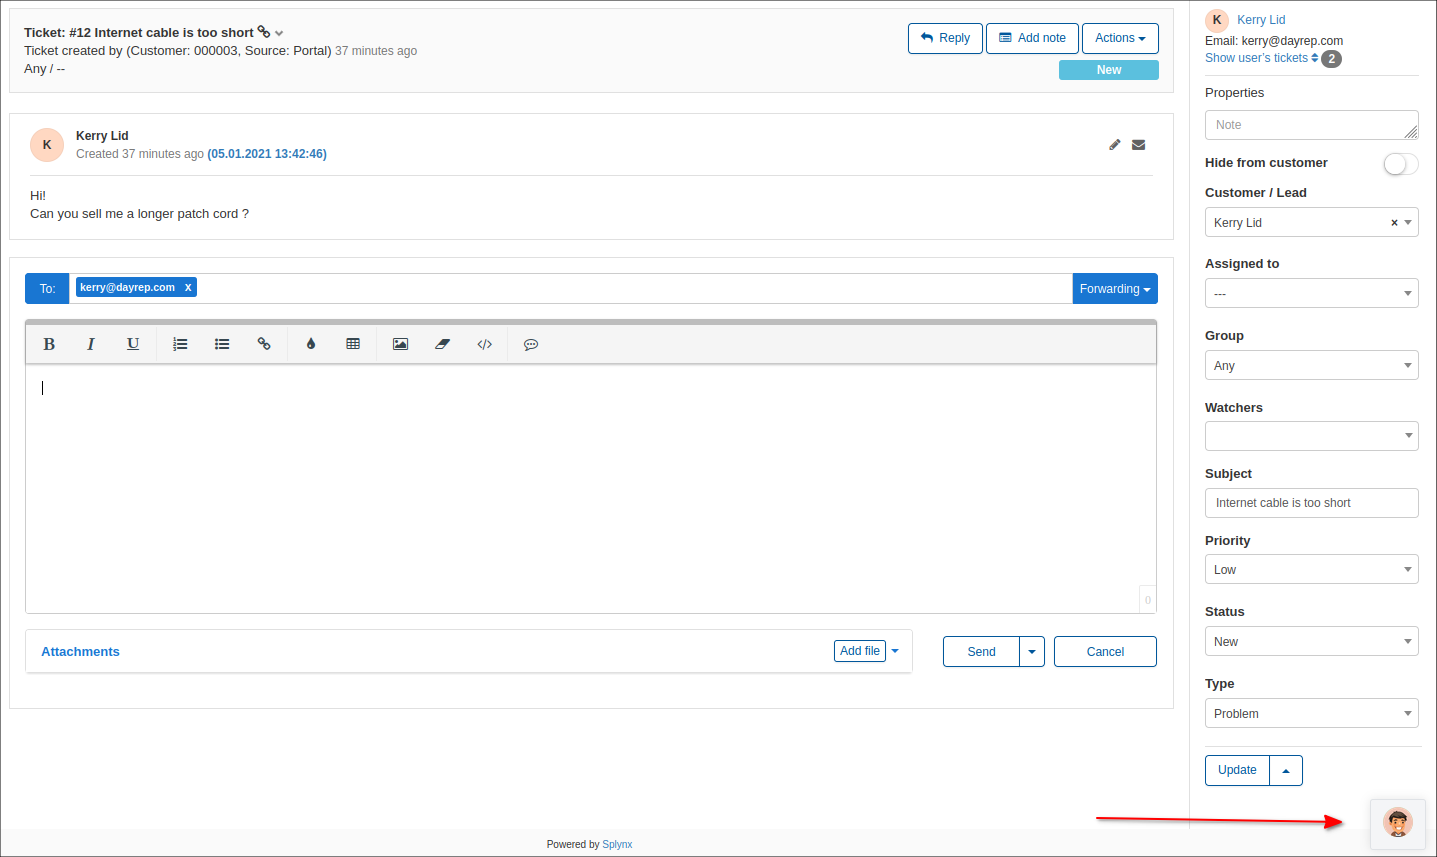 Ticket: #12 Internet cable is too short
Ticket created by (Customer: 000003, Source: Portal) 37 minutes ago
Any / --
Reply
Add note
Actions
New
K
Kerry Lid
Created 37 minutes ago (05.01.2021 13:42:46)
Hi!
Can you sell me a longer patch cord ?
To:
kerry@dayrep.com x
Forwarding
B I U
0
Attachments
Add file
Send
Cancel
Powered by Splynx
K
Kerry Lid
Email: kerry@dayrep.com
Show user's tickets 2
Properties
Note
Hide from customer
Customer / Lead
Kerry Lid ×
Assigned to
---
Group
Any
Watchers
Subject
Internet cable is too short
Priority
Low
Status
New
Type
Problem
Update